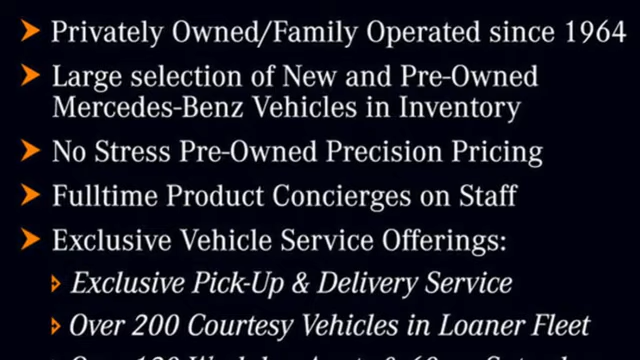 Privately Owned/Family Operated since 1964
Large selection of New and Pre-Owned
Mercedes-Benz Vehicles in Inventory
No Stress Pre-Owned Precision Pricing
Fulltime Product Concierges on Staff
Exclusive Vehicle Service Offerings:
Exclusive Pick-Up & Delivery Service
Over 200 Courtesy Vehicles in Loaner Fleet